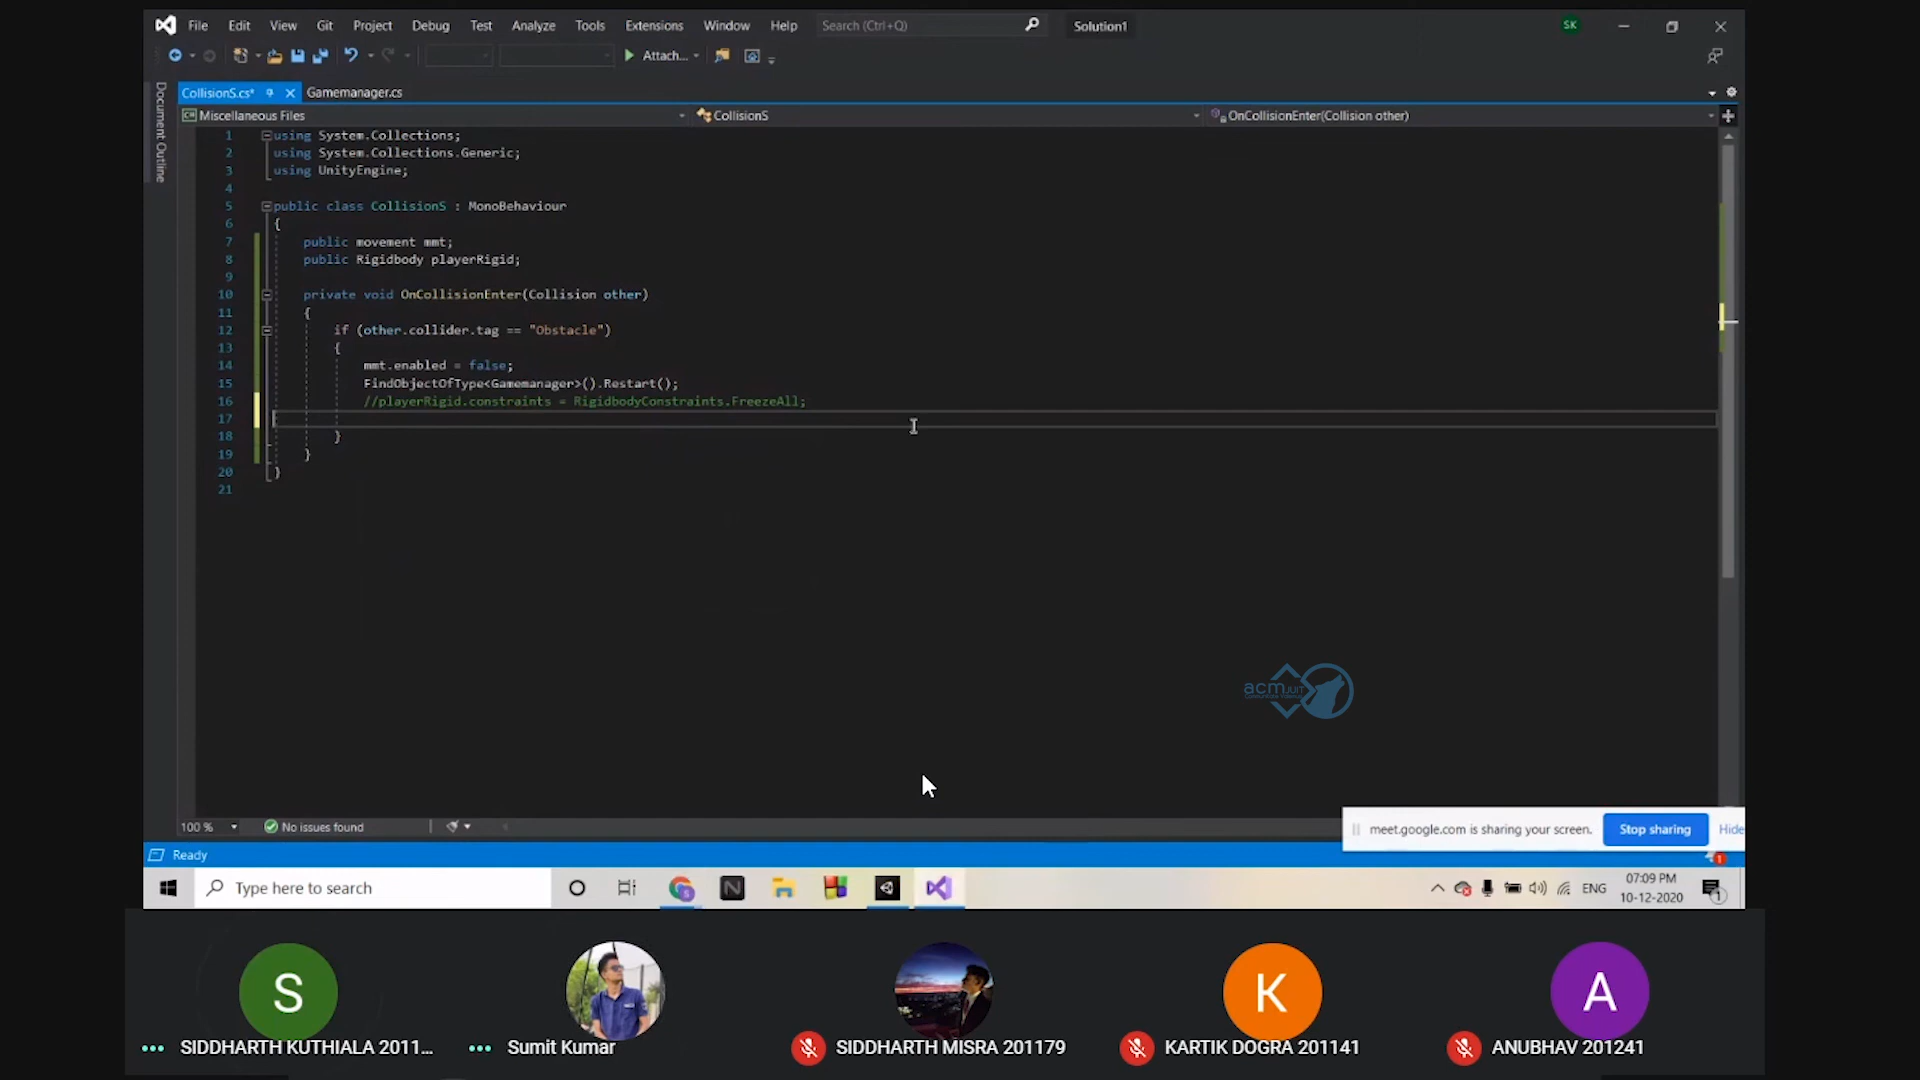 File Edit View Git Project Debug Test Analyze Tools Extensions Window Help Search (Ctrl+Q) Solution1 SK
Attach...
Document Outline
CollisionS.cs* Gamemanager.cs
Miscellaneous Files CollisionS OnCollisionEnter(Collision other)
1 using System.Collections;
2 using System.Collections.Generic;
3 using UnityEngine;
4
5 public class CollisionS : MonoBehaviour
6 {
7 public movement mmt;
8 public Rigidbody playerRigid;
9
10 private void OnCollisionEnter(Collision other)
11 {
12 if (other.collider.tag == "Obstacle")
13 {
14 mmt.enabled = false;
15 FindObjectOfType<Gamemanager>().Restart();
16 //playerRigid.constraints = RigidbodyConstraints.FreezeAll;
17
18 }
19 }
20 }
21
acm JUIT
100 % No issues found
meet.google.com is sharing your screen. Stop sharing Hide
Ready 1
Type here to search ENG 07:09 PM
10-12-2020 1
S K A
SIDDHARTH KUTHIALA 2011... Sumit Kumar SIDDHARTH MISRA 201179 KARTIK DOGRA 201141 ANUBHAV 201241